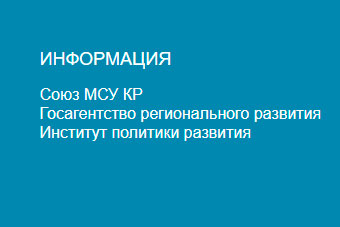 ИНФОРМАЦИЯ
Союз МСУ КР
Госагентство регионального развития
Институт политики развития